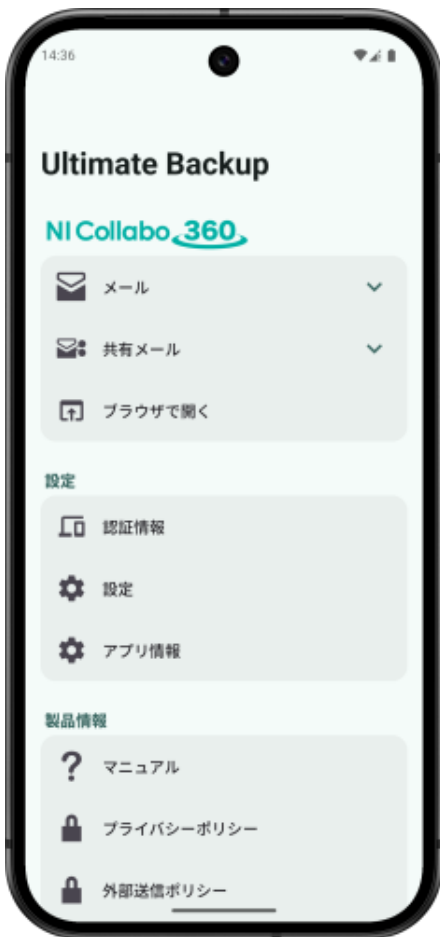 14:36
Ultimate Backup
NI Collabo 360
メール
共有メール
ブラウザで開く
設定
認証情報
設定
アプリ情報
製品情報
マニュアル
プライバシーポリシー
外部送信ポリシー